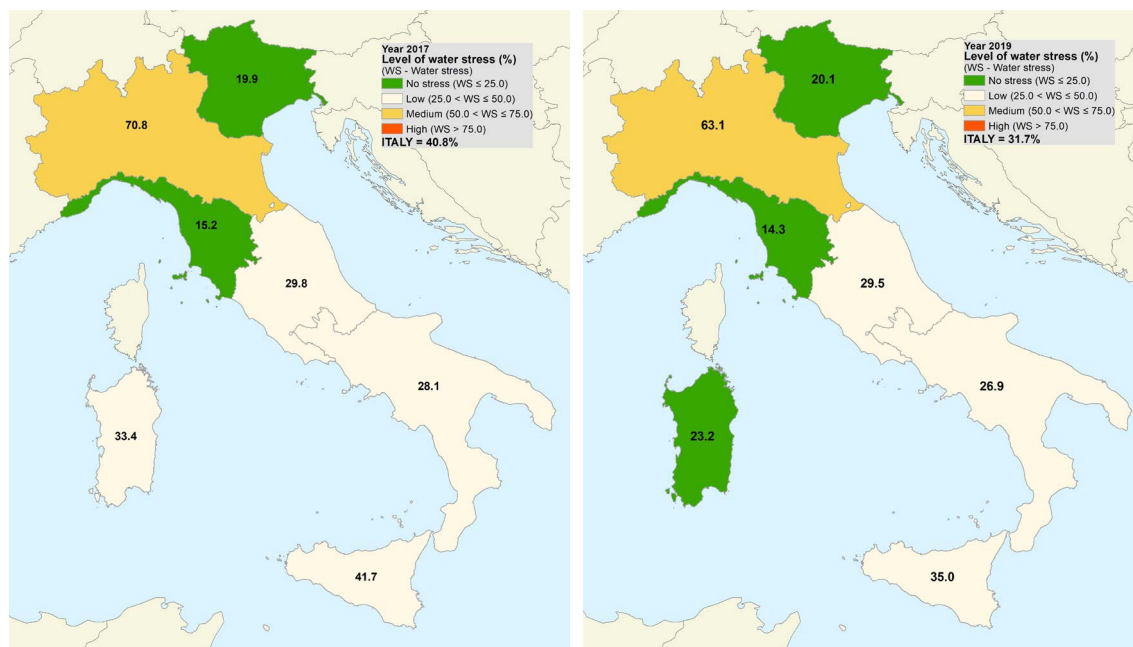 Year 2017
Level of water stress (%)
(WS - Water stress)
No stress (WS ≤ 25.0)
Low (25.0 < WS ≤ 50.0)
Medium (50.0 < WS ≤ 75.0)
High (WS > 75.0)
ITALY = 40.8%
19.9
70.8
15.2
29.8
28.1
33.4
41.7
Year 2019
Level of water stress (%)
(WS - Water stress)
No stress (WS ≤ 25.0)
Low (25.0 < WS ≤ 50.0)
Medium (50.0 < WS ≤ 75.0)
High (WS > 75.0)
ITALY = 31.7%
20.1
63.1
14.3
29.5
26.9
23.2
35.0